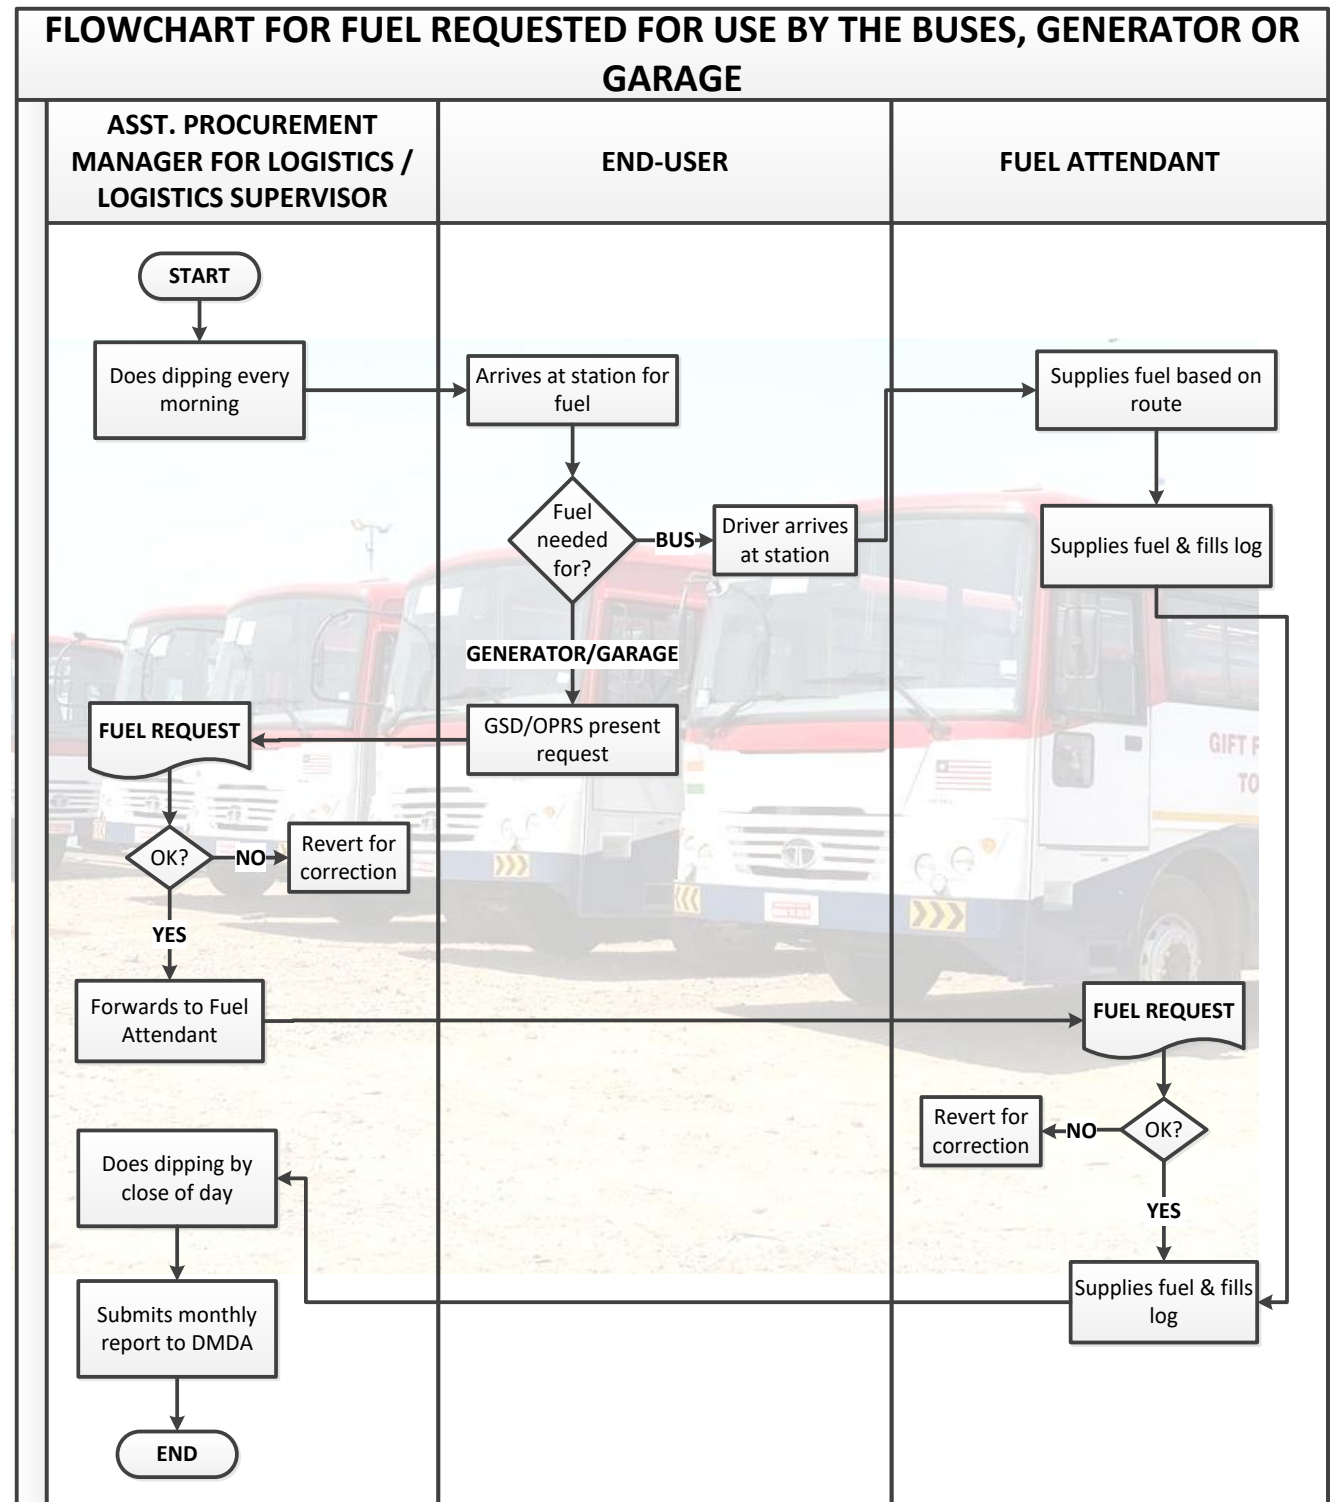 FLOWCHART FOR FUEL REQUESTED FOR USE BY THE BUSES, GENERATOR OR
GARAGE
ASST. PROCUREMENT
MANAGER FOR LOGISTICS /
LOGISTICS SUPERVISOR
END-USER
FUEL ATTENDANT
START
Does dipping every
morning
Arrives at station for
fuel
Supplies fuel based on
route
Fuel
needed
for?
BUS
Driver arrives
at station
Supplies fuel & fills log
GENERATOR/GARAGE
FUEL REQUEST
GSD/OPRS present
request
GIFT
TO
OK?
NO
Revert for
correction
YES
Forwards to Fuel
Attendant
FUEL REQUEST
Revert for
correction
NO
OK?
YES
Does dipping by
close of day
Supplies fuel & fills
log
Submits monthly
report to DMDA
END